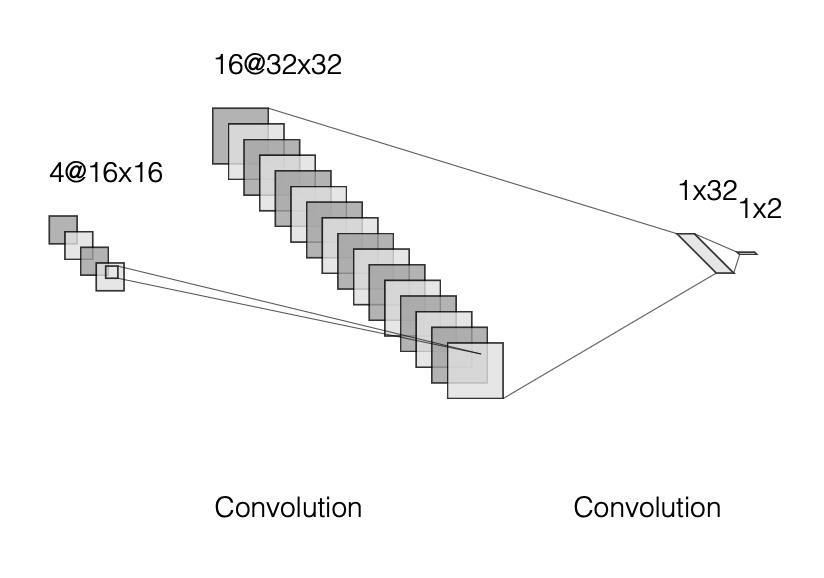 16@32x32
4@16x16
1x32
1x2
Convolution
Convolution